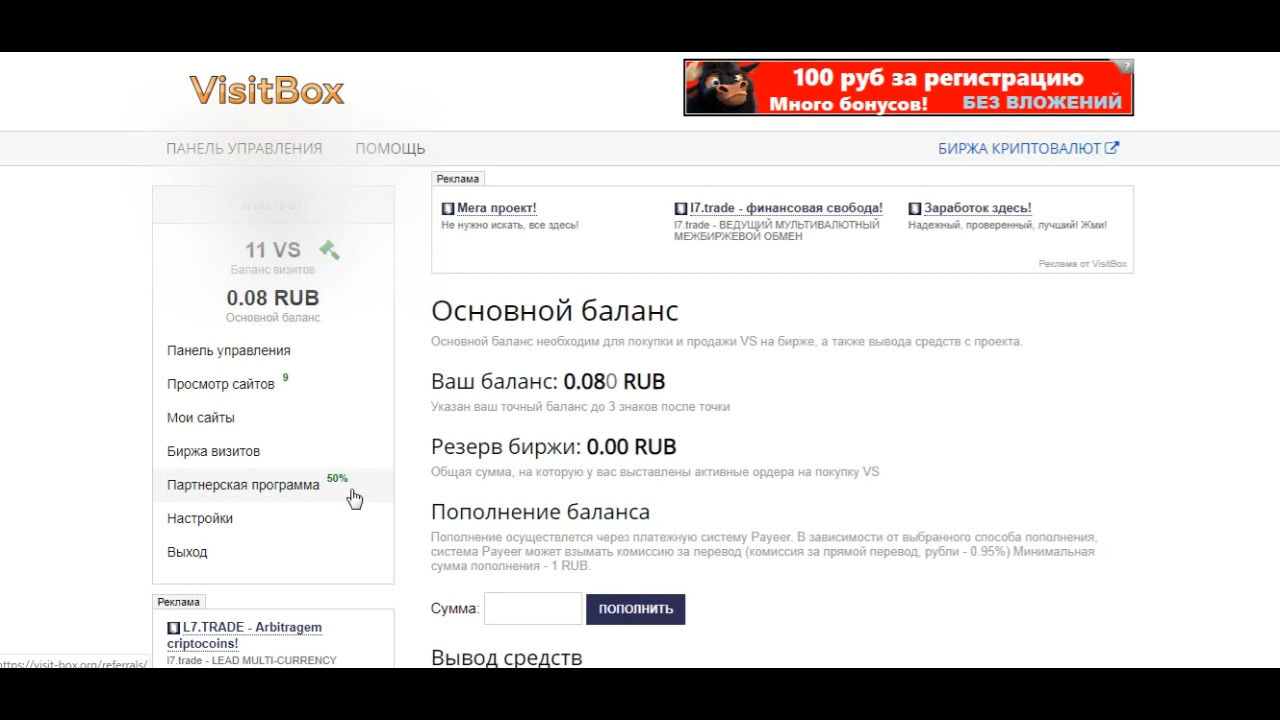 VisitBox
100 руб за регистрацию
Много бонусов! БЕЗ ВЛОЖЕНИЙ
?
ПАНЕЛЬ УПРАВЛЕНИЯ ПОМОЩЬ БИРЖА КРИПТОВАЛЮТ
11 VS
Баланс визитов
0.08 RUB
Основной баланс
Панель управления
Просмотр сайтов 9
Мои сайты
Биржа визитов
Партнерская программа 50%
Настройки
Выход
Реклама
L7.TRADE - Arbitragem
criptocoins!
l7.trade - LEAD MULTI-CURRENCY
https://visit-box.org/referrals/
Реклама
Мега проект!
Не нужно искать, все здесь!
l7.trade - финансовая свобода!
l7.trade - ВЕДУЩИЙ МУЛЬТИВАЛЮТНЫЙ
МЕЖБИРЖЕВОЙ ОБМЕН
Заработок здесь!
Надежный, проверенный, лучший! Жми!
Реклама от VisitBox
Основной баланс
Основной баланс необходим для покупки и продажи VS на бирже, а также вывода средств с проекта.
Ваш баланс: 0.080 RUB
Указан ваш точный баланс до 3 знаков после точки
Резерв биржи: 0.00 RUB
Общая сумма, на которую у вас выставлены активные ордера на покупку VS
Пополнение баланса
Пополнение осуществлется через платежную систему Payeer. В зависимости от выбранного способа пополнения,
система Payeer может взымать комиссию за перевод (комиссия за прямой перевод, рубли - 0.95%) Минимальная
сумма пополнения - 1 RUB.
Сумма: ПОПОЛНИТЬ
Вывод средств